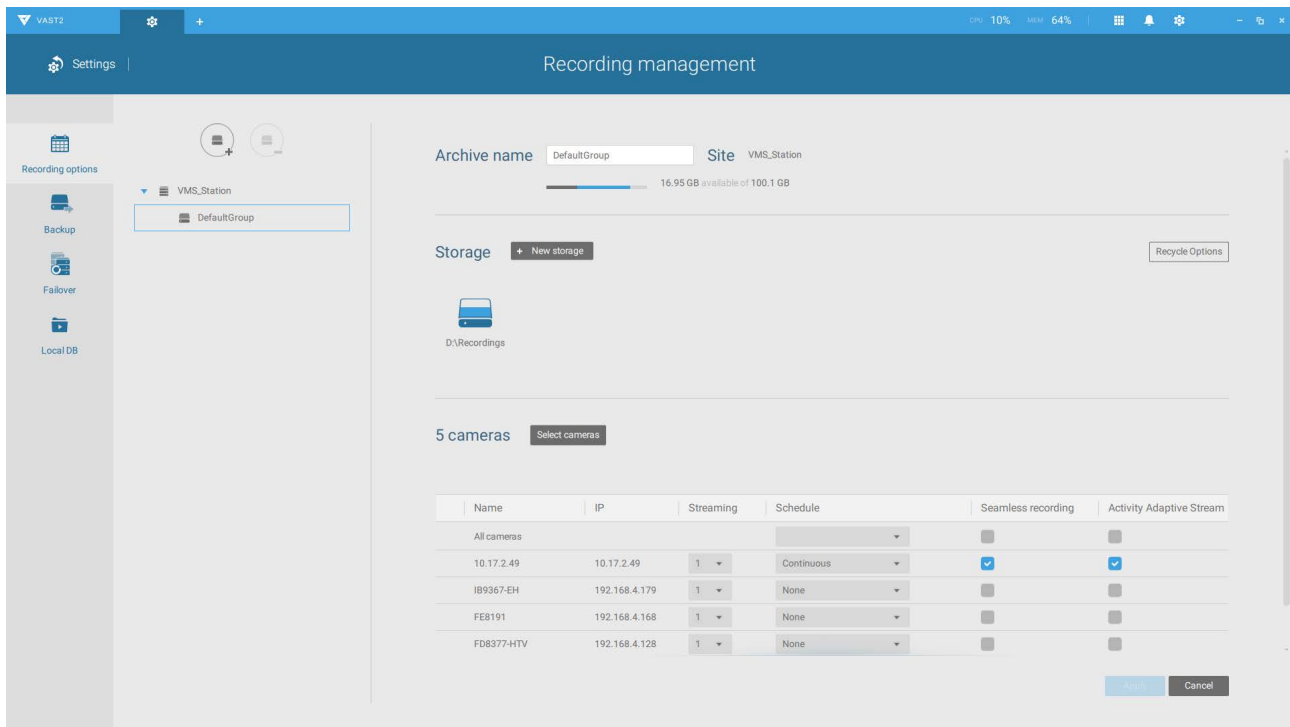 VAST2
+
CPU 10% MEM 64%
Settings
Recording management
Recording options
Backup
Failover
Local DB
VMS_Station
DefaultGroup
Archive name DefaultGroup Site VMS_Station
16.95 GB available of 100.1 GB
Storage + New storage Recycle Options
D:\Recordings
5 cameras Select cameras
Name IP Streaming Schedule Seamless recording Activity Adaptive Stream
All cameras
10.17.2.49 10.17.2.49 1 Continuous
IB9367-EH 192.168.4.179 1 None
FE8191 192.168.4.168 1 None
FD8377-HTV 192.168.4.128 1 None
Apply Cancel